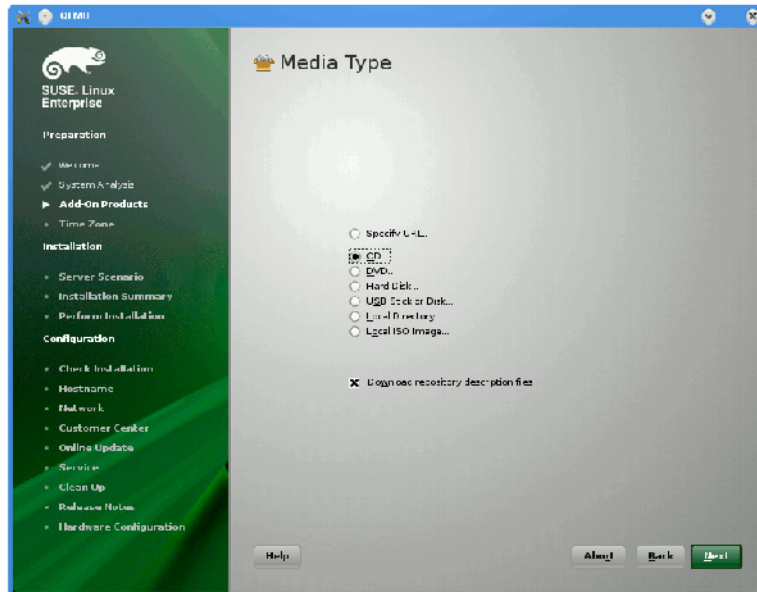 QEMU
SUSE. Linux
Enterprise
Preparation
Welcome
System Analysis
Add-On Products
Time Zone
Installation
Server Scenario
Installation Summary
Perform Installation
Configuration
Check Installation
Hostname
Network
Customer Center
Online Update
Service
Clean Up
Release Notes
Hardware Configuration
Media Type
Specify URL...
CD...
DVD...
Hard Disk...
USB Stick or Disk...
Local Directory
Local ISO Image...
Download repository description files
Help
Abort
Back
Next